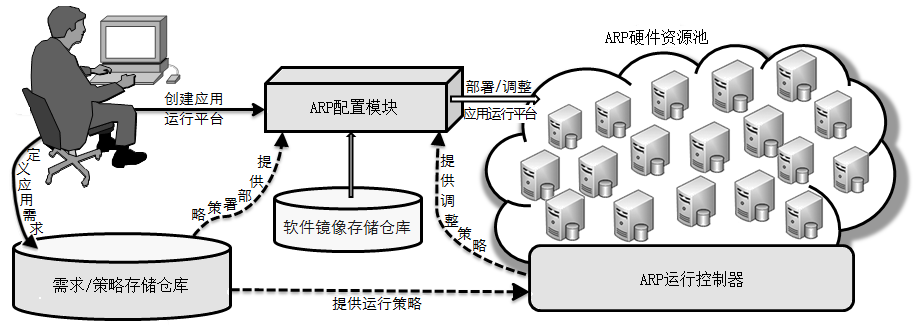 ARP硬件资源池
创建应用
运行平台
ARP配置模块
部署/调整
应用运行平台
定义应用需求
提供部署策略
提供调整策略
软件镜像存储仓库
需求/策略存储仓库
提供运行策略
ARP运行控制器